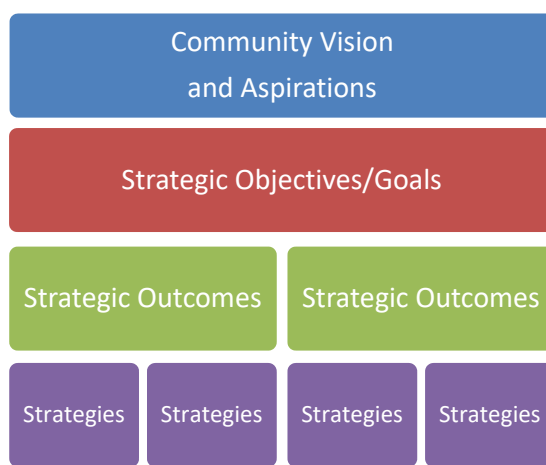 Community Vision
and Aspirations
Strategic Objectives/Goals
Strategic Outcomes
Strategic Outcomes
Strategies
Strategies
Strategies
Strategies